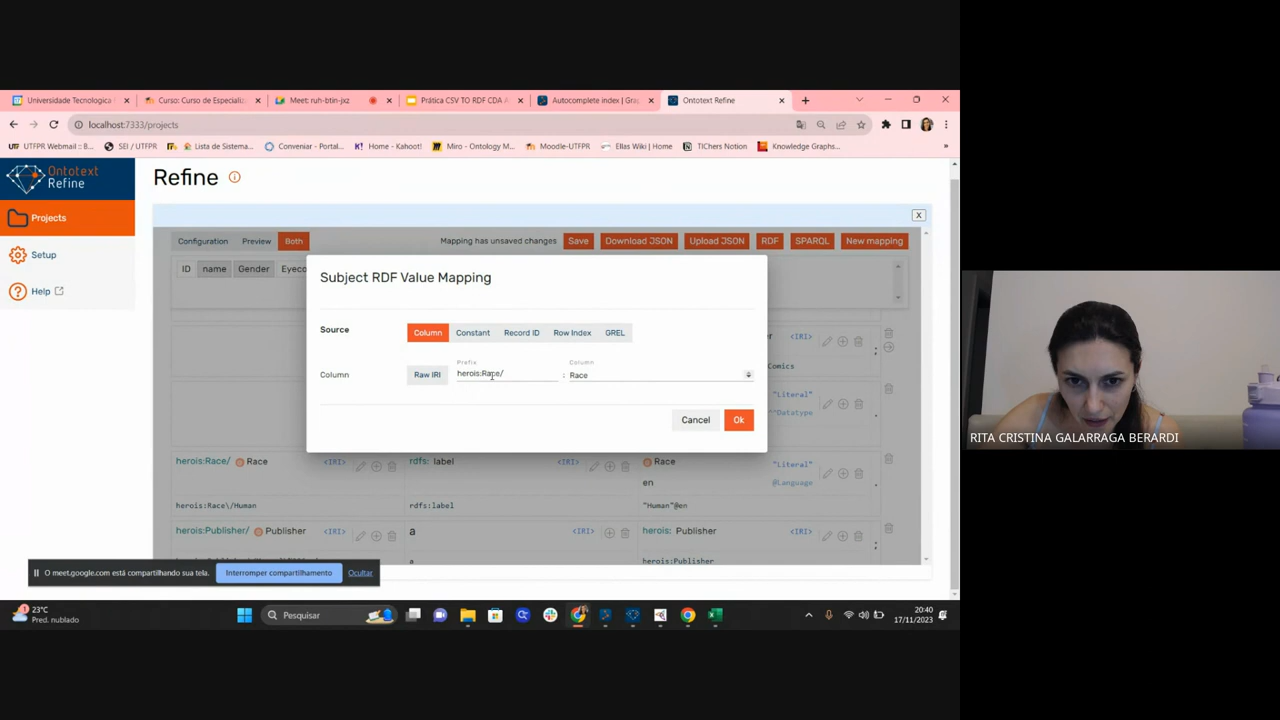 Universidade Tecnologica
Curso: Curso de Especializ
Meet: ruh-btin-jxz
Prática CSV TO RDF CDA A
Autocomplete index | Gra
Ontotext Refine
localhost:7333/projects
UTFPR Webmail :: B...
SEI / UTFPR
Lista de Sistema...
Conveniar - Portal...
Home - Kahoot!
Miro - Ontology M...
Moodle-UTFPR
Ellas Wiki | Home
TIChers Notion
Knowledge Graphs...
Ontotext
Refine
Projects
Setup
Help
Refine
X
Configuration Preview Both
Mapping has unsaved changes
Save Download JSON Upload JSON RDF SPARQL New mapping
ID name Gender Eyeco
Subject RDF Value Mapping
Source
Column Constant Record ID Row Index GREL
Column
Raw IRI
Prefix
herois:Race/
:
Column
Race
Cancel Ok
<IRI>
Comics
;
"Literal"
^^Datatype
.
herois:Race/ Race <IRI> rdfs: label <IRI> Race "Literal"
en @Language
herois:Race\/Human rdfs:label "Human"@en
.
herois:Publisher/ Publisher <IRI> a <IRI> herois: Publisher <IRI>
;
a herois:Publisher
O meet.google.com está compartilhando sua tela.
Interromper compartilhamento
Ocultar
23°C
Pred. nublado
Pesquisar
20:40
17/11/2023
RITA CRISTINA GALARRAGA BERARDI